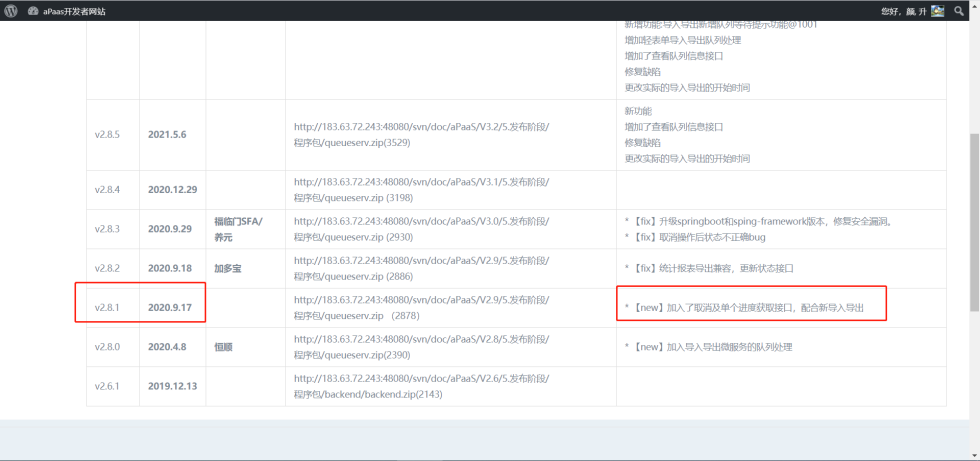 aPaas开发者网站
您好，颜, 升
新增功能:导入导出新增队列等待提示功能@1001
增加轻表单导入导出队列处理
增加了查看队列信息接口
修复缺陷
更改实际的导入导出的开始时间
v2.8.5
2021.5.6
http://183.63.72.243:48080/svn/doc/aPaaS/V3.2/5.发布阶段/
程序包/queueserv.zip(3529)
新功能
增加了查看队列信息接口
修复缺陷
更改实际的导入导出的开始时间
v2.8.4
2020.12.29
http://183.63.72.243:48080/svn/doc/aPaaS/V3.1/5.发布阶段/
程序包/queueserv.zip (3198)
v2.8.3
2020.9.29
福临门SFA/
养元
http://183.63.72.243:48080/svn/doc/aPaaS/V3.0/5.发布阶段/
程序包/queueserv.zip (2930)
* 【fix】升级springboot和sping-framework版本，修复安全漏洞。
* 【fix】取消操作后状态不正确bug
v2.8.2
2020.9.18
加多宝
http://183.63.72.243:48080/svn/doc/aPaaS/V2.9/5.发布阶段/
程序包/queueserv.zip (2886)
* 【fix】统计报表导出兼容，更新状态接口
v2.8.1
2020.9.17
http://183.63.72.243:48080/svn/doc/aPaaS/V2.9/5.发布阶段/
程序包/queueserv.zip （2878）
* 【new】加入了取消及单个进度获取接口，配合新导入导出
v2.8.0
2020.4.8
恒顺
http://183.63.72.243:48080/svn/doc/aPaaS/V2.8/5.发布阶段/
程序包/queueserv.zip(2390)
* 【new】加入导入导出微服务的队列处理
v2.6.1
2019.12.13
http://183.63.72.243:48080/svn/doc/aPaaS/V2.6/5.发布阶段/
程序包/backend/backend.zip(2143)